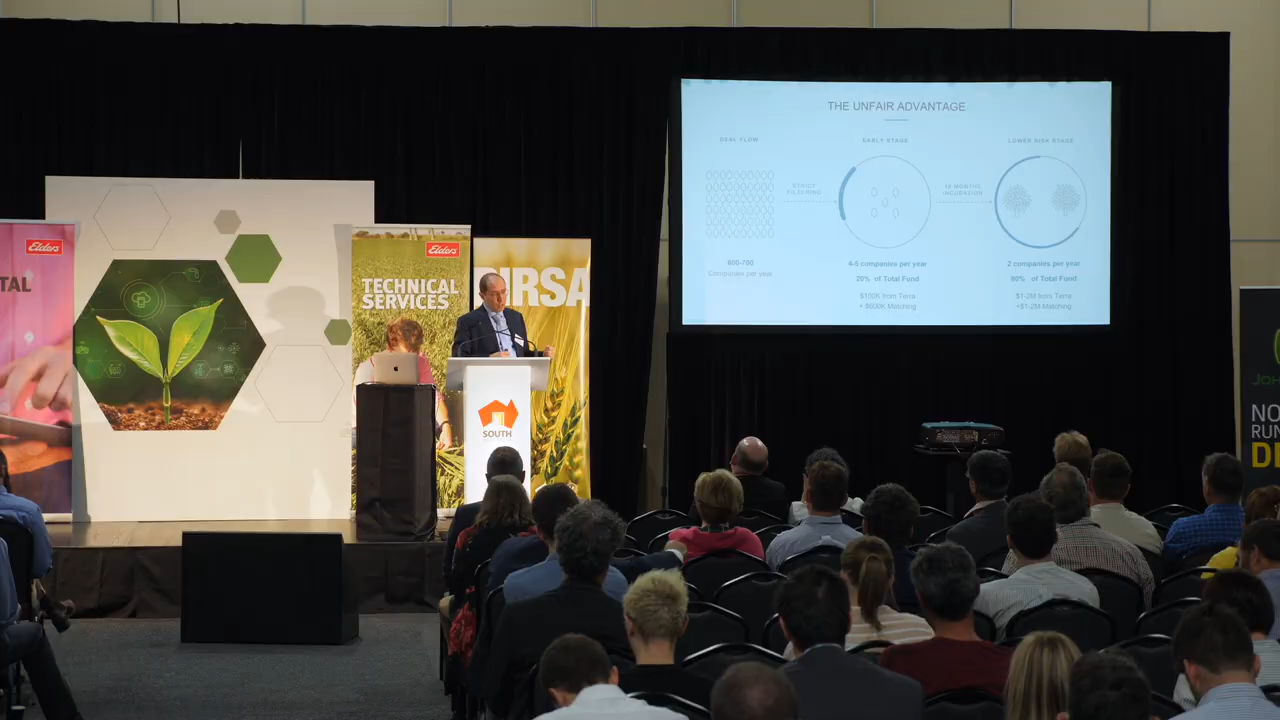 Elders
TAL
Elders
TECHNICAL
SERVICES
IRSA
SOUTH
THE UNFAIR ADVANTAGE
DEAL FLOW
EARLY STAGE
LOWER RISK STAGE
STRICT
FILTERING
18 MONTHS
INCUBATION
600-700
Companies per year
4-5 companies per year
20% of Total Fund
$100K from Terra
+ $600K Matching
2 companies per year
80% of Total Fund
$1-2M from Terra
+$1-2M Matching
JOH
NO
RUN
DE